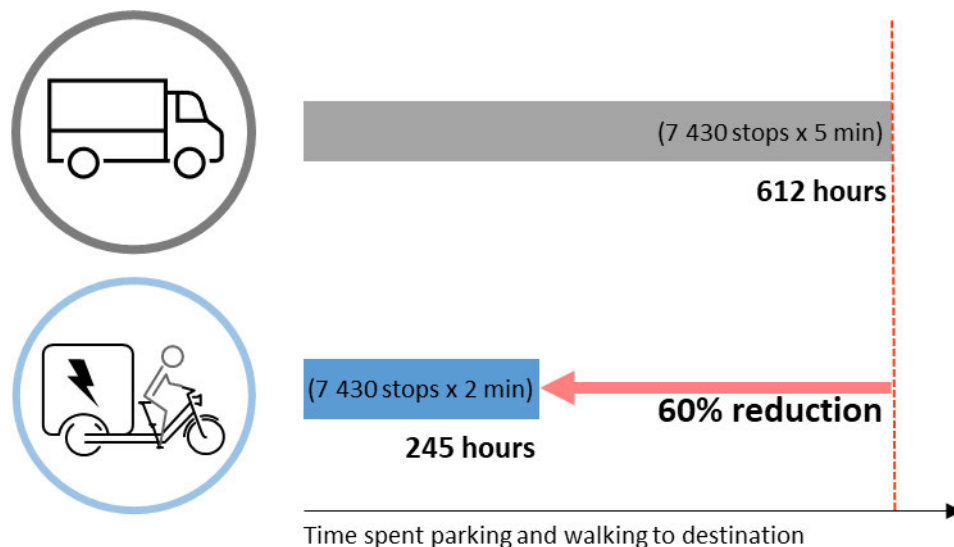 (7 430 stops x 5 min)
612 hours
(7 430 stops x 2 min)
60% reduction
245 hours
Time spent parking and walking to destination